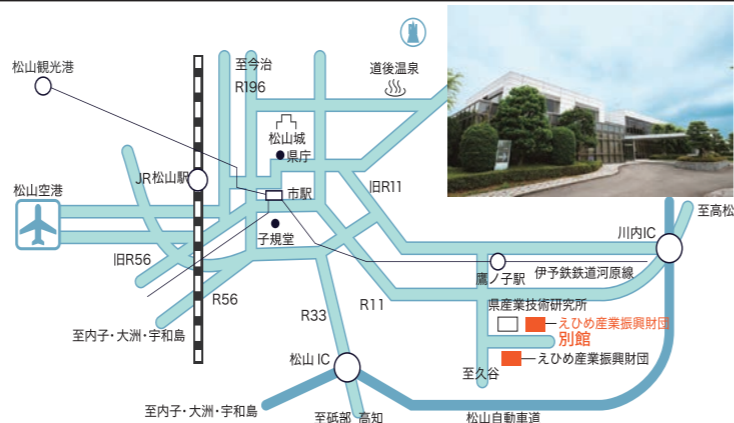 松山観光港
至今治
R196
道後温泉
松山城
県庁
JR松山駅
市駅
旧R11
松山空港
至高松
川内IC
子規堂
旧R56
鷹ノ子駅
伊予鉄鉄道河原線
R56
R33
R11
県産業技術研究所
えひめ産業振興財団
別館
至内子・大洲・宇和島
えひめ産業振興財団
松山 IC
至久谷
至内子・大洲・宇和島
至砥部 高知
松山自動車道